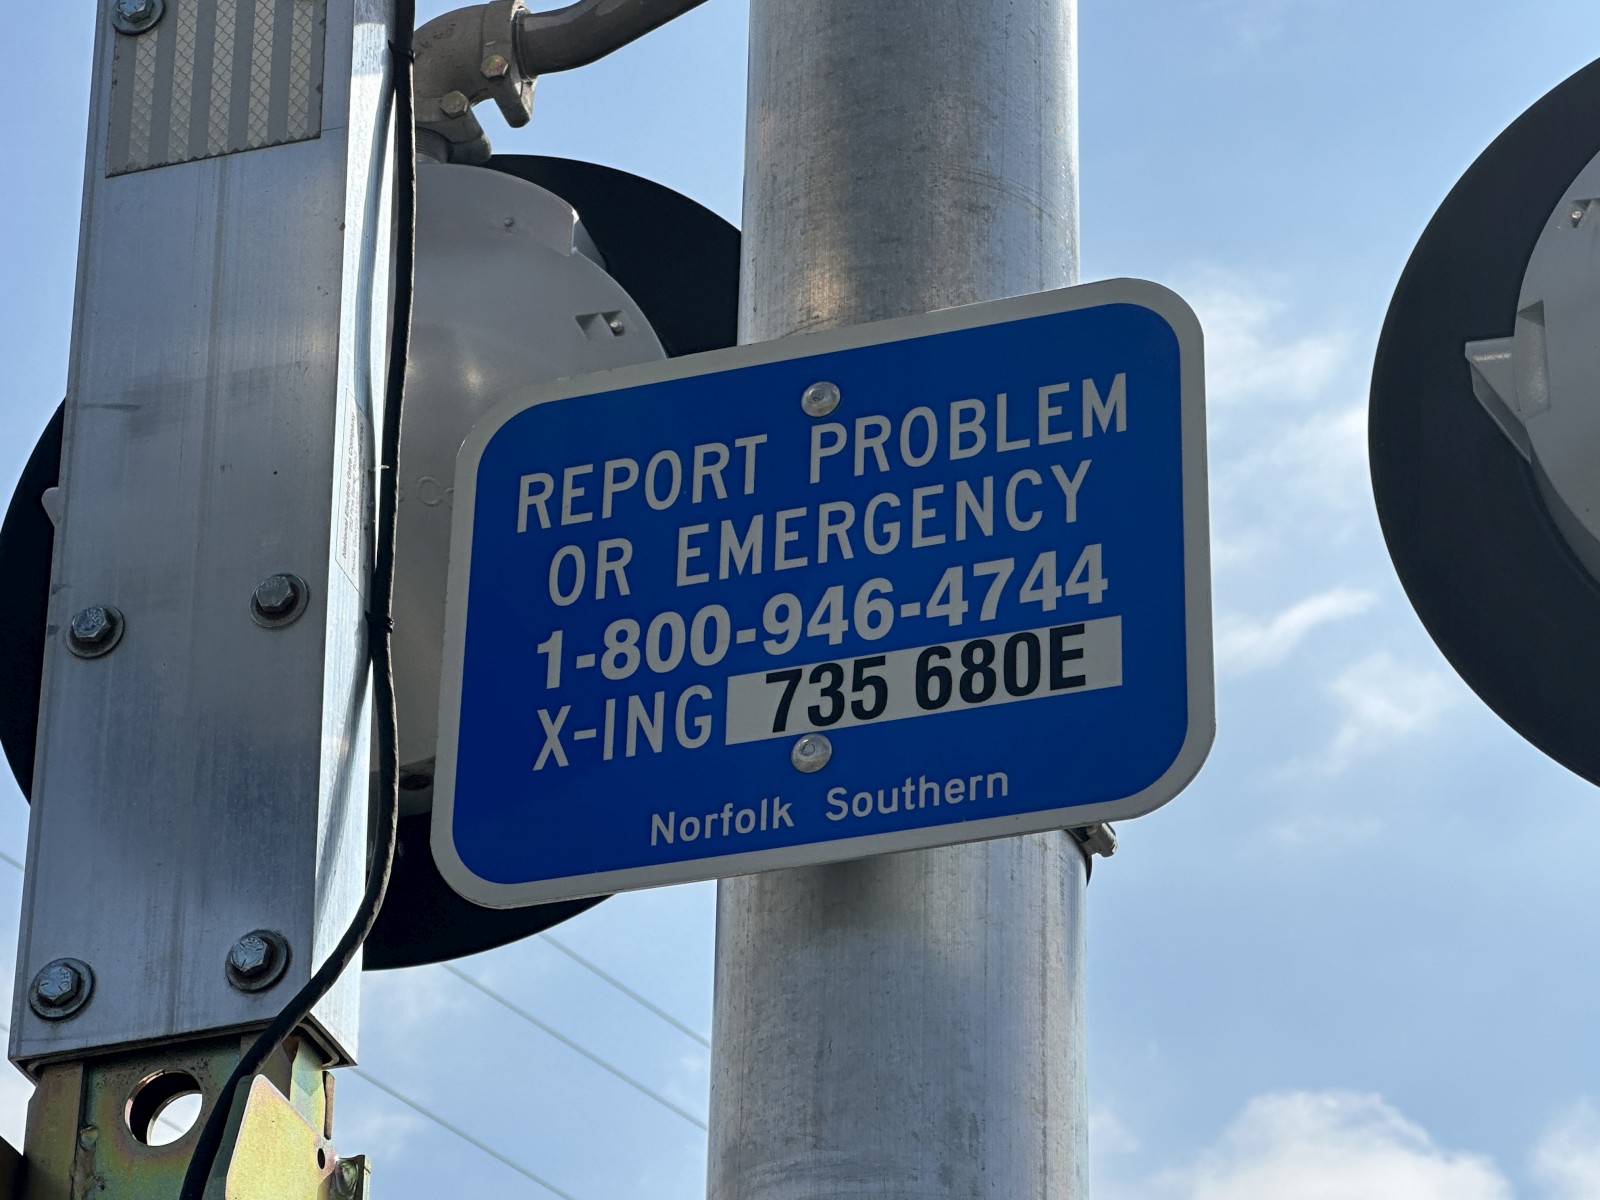 REPORT PROBLEM
OR EMERGENCY
1-800-946-4744
X-ING 735 680E
Norfolk Southern